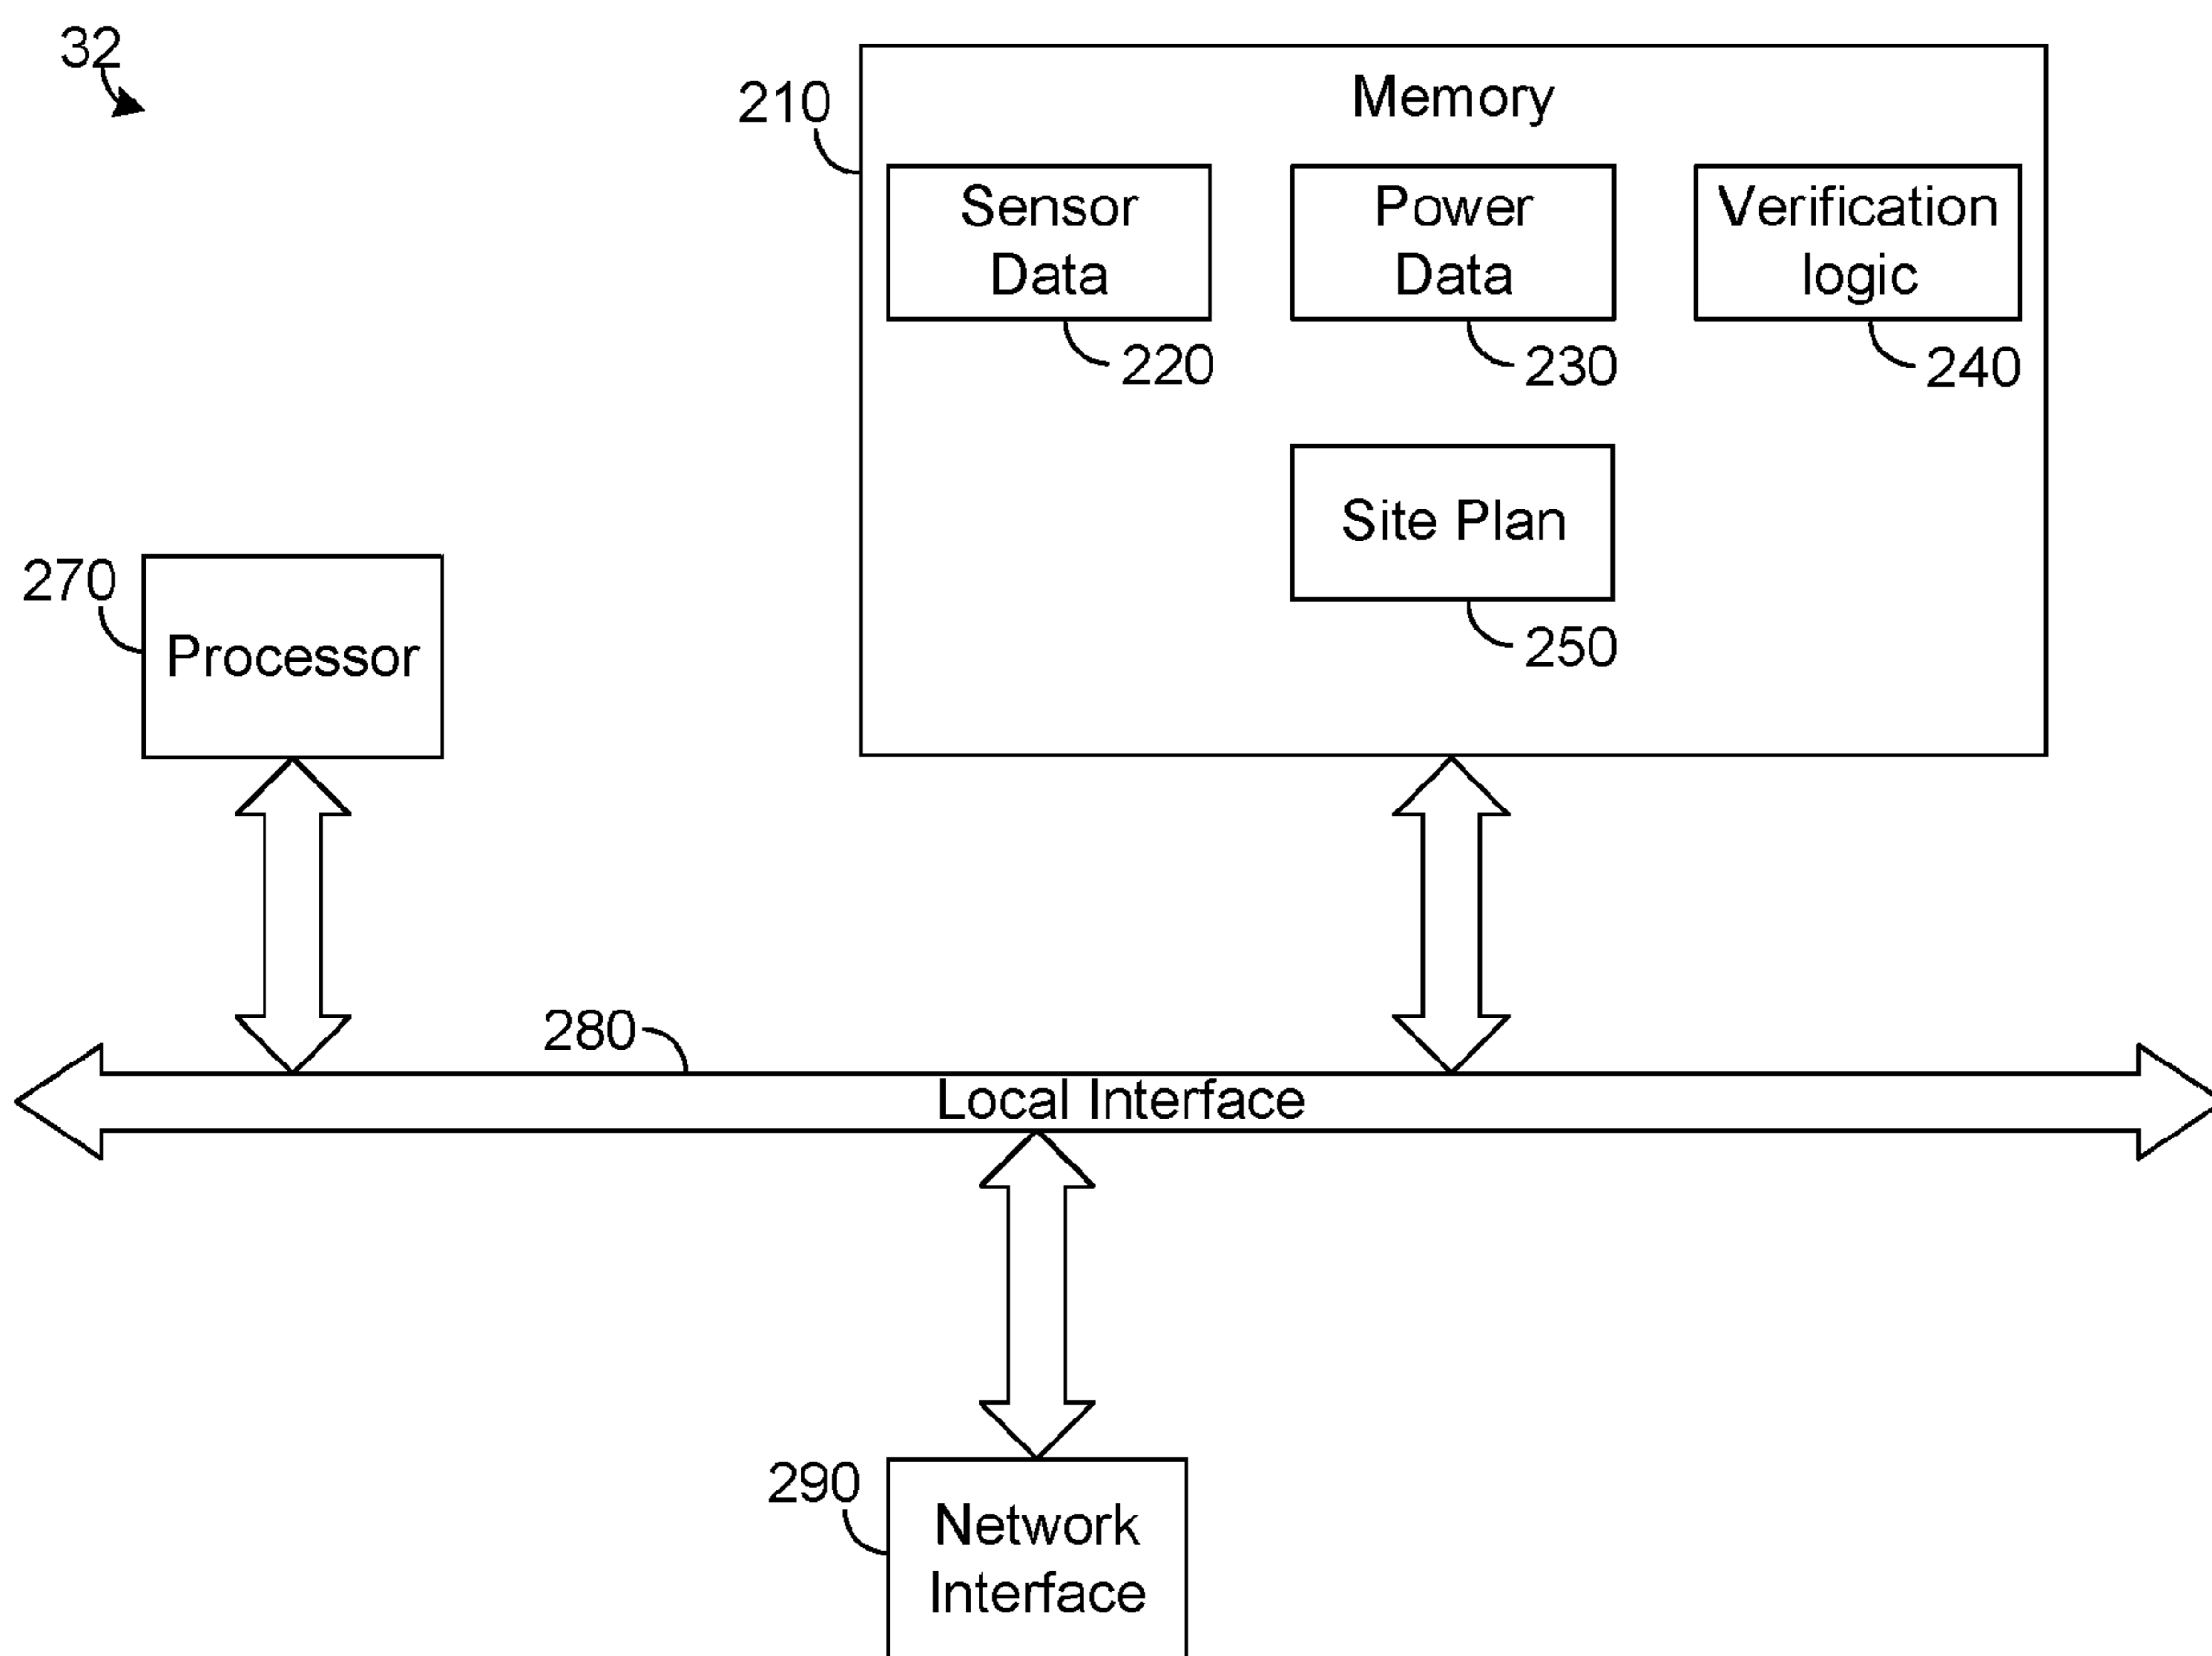 32
210
Memory
Sensor
Data
220
Power
Data
230
Verification
logic
240
Site Plan
250
270
Processor
280
Local Interface
290
Network
Interface